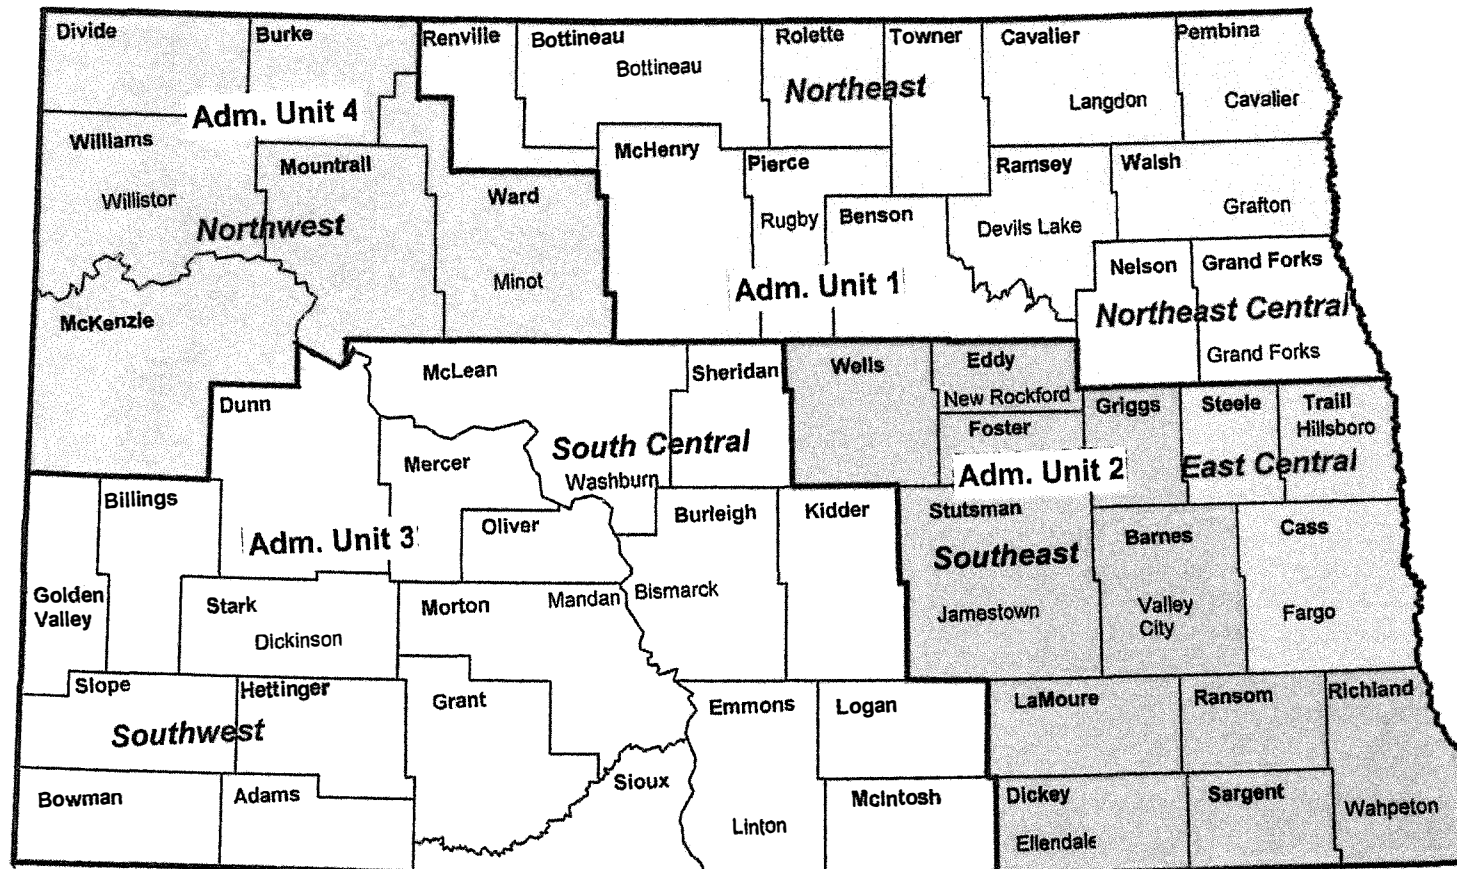 Divide
Burke
Renville
Bottineau
Bottineau
Rolette
Towner
Cavalier
Langdon
Pembina
Cavalier
Northeast
Adm. Unit 4
Williams
Willistor
Mountrall
Northwest
Ward
Minot
McHenry
Pierce
Rugby
Benson
Ramsey
Devils Lake
Walsh
Grafton
Nelson
Grand Forks
Adm. Unit 1
Northeast Central
Grand Forks
McKenzie
McLean
Sheridan
Wells
Eddy
New Rockford
Foster
Griggs
Steele
Traill
Hillsboro
Dunn
Mercer
South Central
Washburn
Adm. Unit 2
East Central
Billings
Adm. Unit 3
Oliver
Burleigh
Kidder
Stutsman
Southeast
Barnes
Cass
Golden
Valley
Stark
Dickinson
Morton
Mandan
Bismarck
Jamestown
Valley
City
Fargo
Slope
Hettinger
Southwest
Grant
Emmons
Logan
LaMoure
Ransom
Richland
Bowman
Adams
Sioux
Linton
McIntosh
Dickey
Ellendale
Sargent
Wahpeton